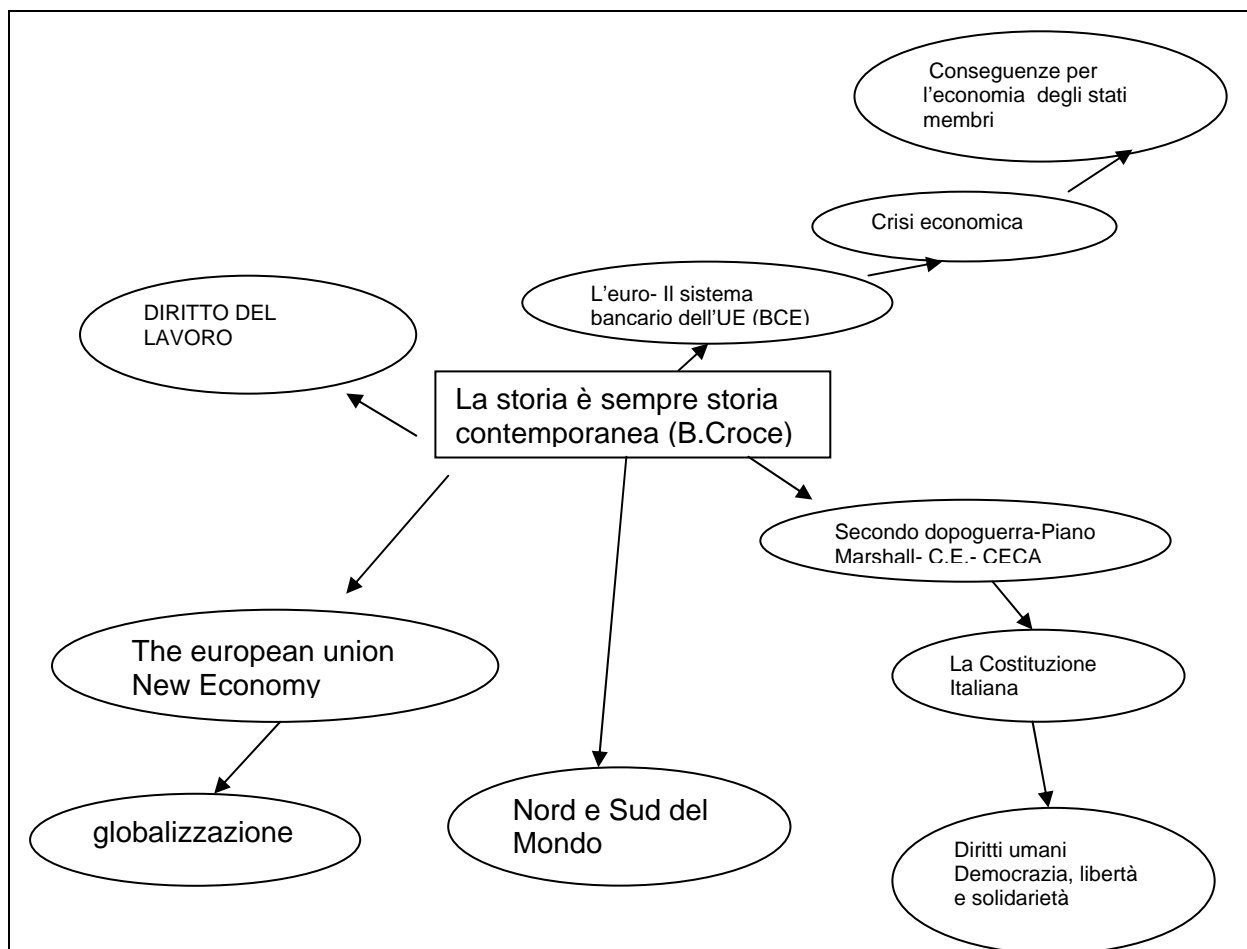 Conseguenze per
l'economia degli stati
membri
Crisi economica
L'euro- Il sistema
bancario dell'UE (BCE)
DIRITTO DEL
LAVORO
La storia è sempre storia
contemporanea (B.Croce)
Secondo dopoguerra-Piano
Marshall- C.E.- CECA
The european union
New Economy
La Costituzione
Italiana
globalizzazione
Nord e Sud del
Mondo
Diritti umani
Democrazia, libertà
e solidarietà